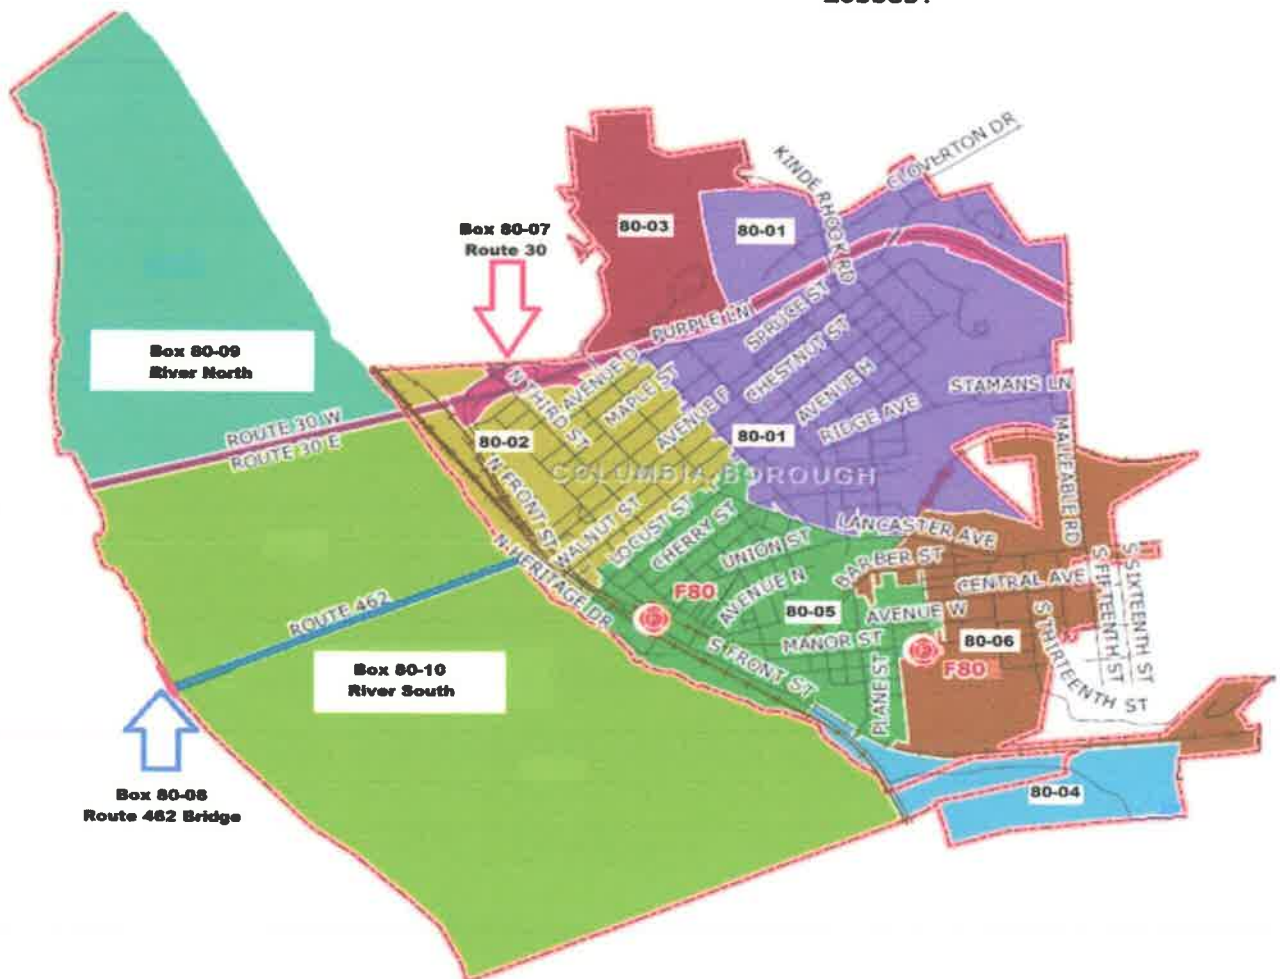 CLOVERTON DR
KINDERHOOK RD
80-03
80-01
Box 80-07
Route 30
PURPLE LN
SPRUCE ST
Box 80-09
River North
N THIRD ST
AVENUE D
MAPLE ST
CHESTNUT ST
AVENUE H
STAMANS LN
AVENUE F
RIDGE AVE
ROUTE 30 W
ROUTE 30 E
80-02
80-01
MALLEABLE RD
COLUMBIA BOROUGH
N FRONT ST
WALNUT ST
LOCUST ST
CHERRY ST
UNION ST
LANCASTER AVE
BARBER ST
N HERITAGE DR
AVENUE N
CENTRAL AVE
S FIFTEENTH ST
S SIXTEENTH ST
ROUTE 462
F80
80-05
AVENUE W
MANOR ST
80-06
S FRONT ST
F80
S THIRTEENTH ST
PLANE ST
Box 80-10
River South
Box 80-08
Route 462 Bridge
80-04